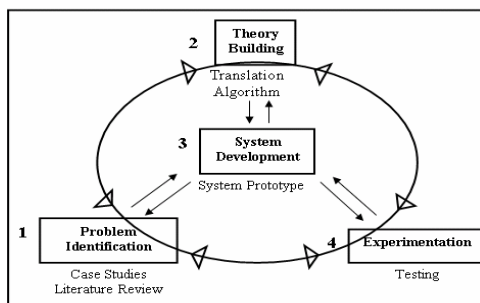 2
Theory
Building
Translation
Algorithm
3
System
Development
System Prototype
1
Problem
Identification
Case Studies
Literature Review
4
Experimentation
Testing